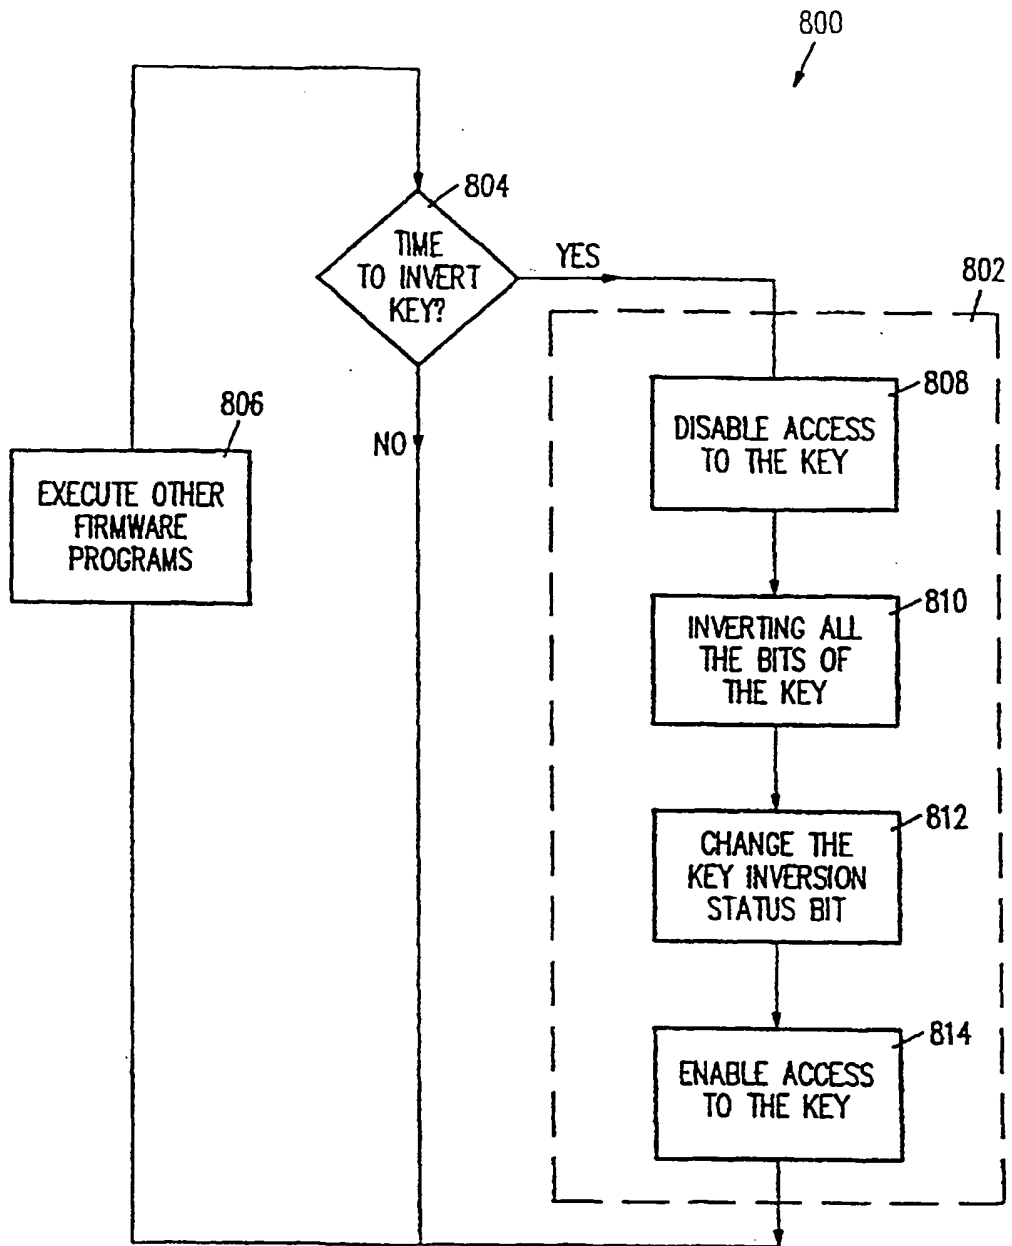 800
804
TIME
TO INVERT
KEY?
YES
802
808
DISABLE ACCESS
TO THE KEY
806
NO
EXECUTE OTHER
FIRMWARE
PROGRAMS
810
INVERTING ALL
THE BITS OF
THE KEY
812
CHANGE THE
KEY INVERSION
STATUS BIT
814
ENABLE ACCESS
TO THE KEY